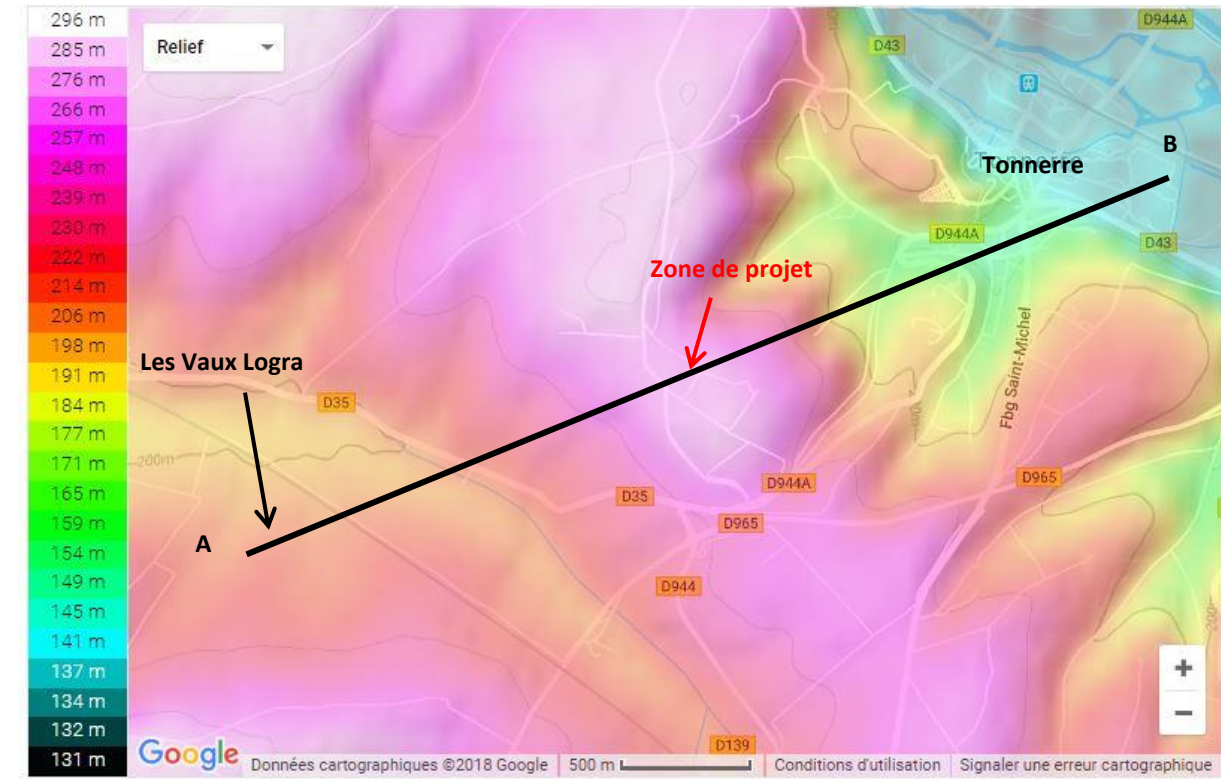 296 m
285 m
276 m
266 m
257 m
248 m
239 m
230 m
222 m
214 m
206 m
198 m
191 m
184 m
177 m
171 m
165 m
159 m
154 m
149 m
145 m
141 m
137 m
134 m
132 m
131 m
Relief
D944A
D43
B
Tonnerre
Tonnerre
D944A
D43
Zone de projet
Fbg Saint-Michel
200m
Les Vaux Logra
D35
200m
D944A
D965
D35
D965
A
D944
200m
+
−
D139
Google
Données cartographiques ©2018 Google
500 m
Conditions d'utilisation
Signaler une erreur cartographique